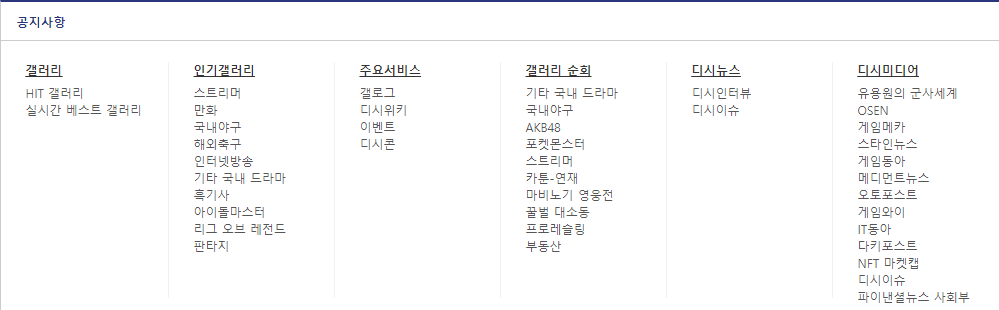 공지사항
갤러리
HIT 갤러리
실시간 베스트 갤러리
인기갤러리
스트리머
만화
국내야구
해외축구
인터넷방송
기타 국내 드라마
흑기사
아이돌마스터
리그 오브 레전드
판타지
주요서비스
갤로그
디시위키
이벤트
디시콘
갤러리 순회
기타 국내 드라마
국내야구
AKB48
포켓몬스터
스트리머
카툰-연재
마비노기 영웅전
꿀벌 대소동
프로레슬링
부동산
디시뉴스
디시인터뷰
디시이슈
디시미디어
유용원의 군사세계
OSEN
게임메카
스타인뉴스
게임동아
메디먼트뉴스
오토포스트
게임와이
IT동아
다키포스트
NFT 마켓캡
디시이슈
파이낸셜뉴스 사회부